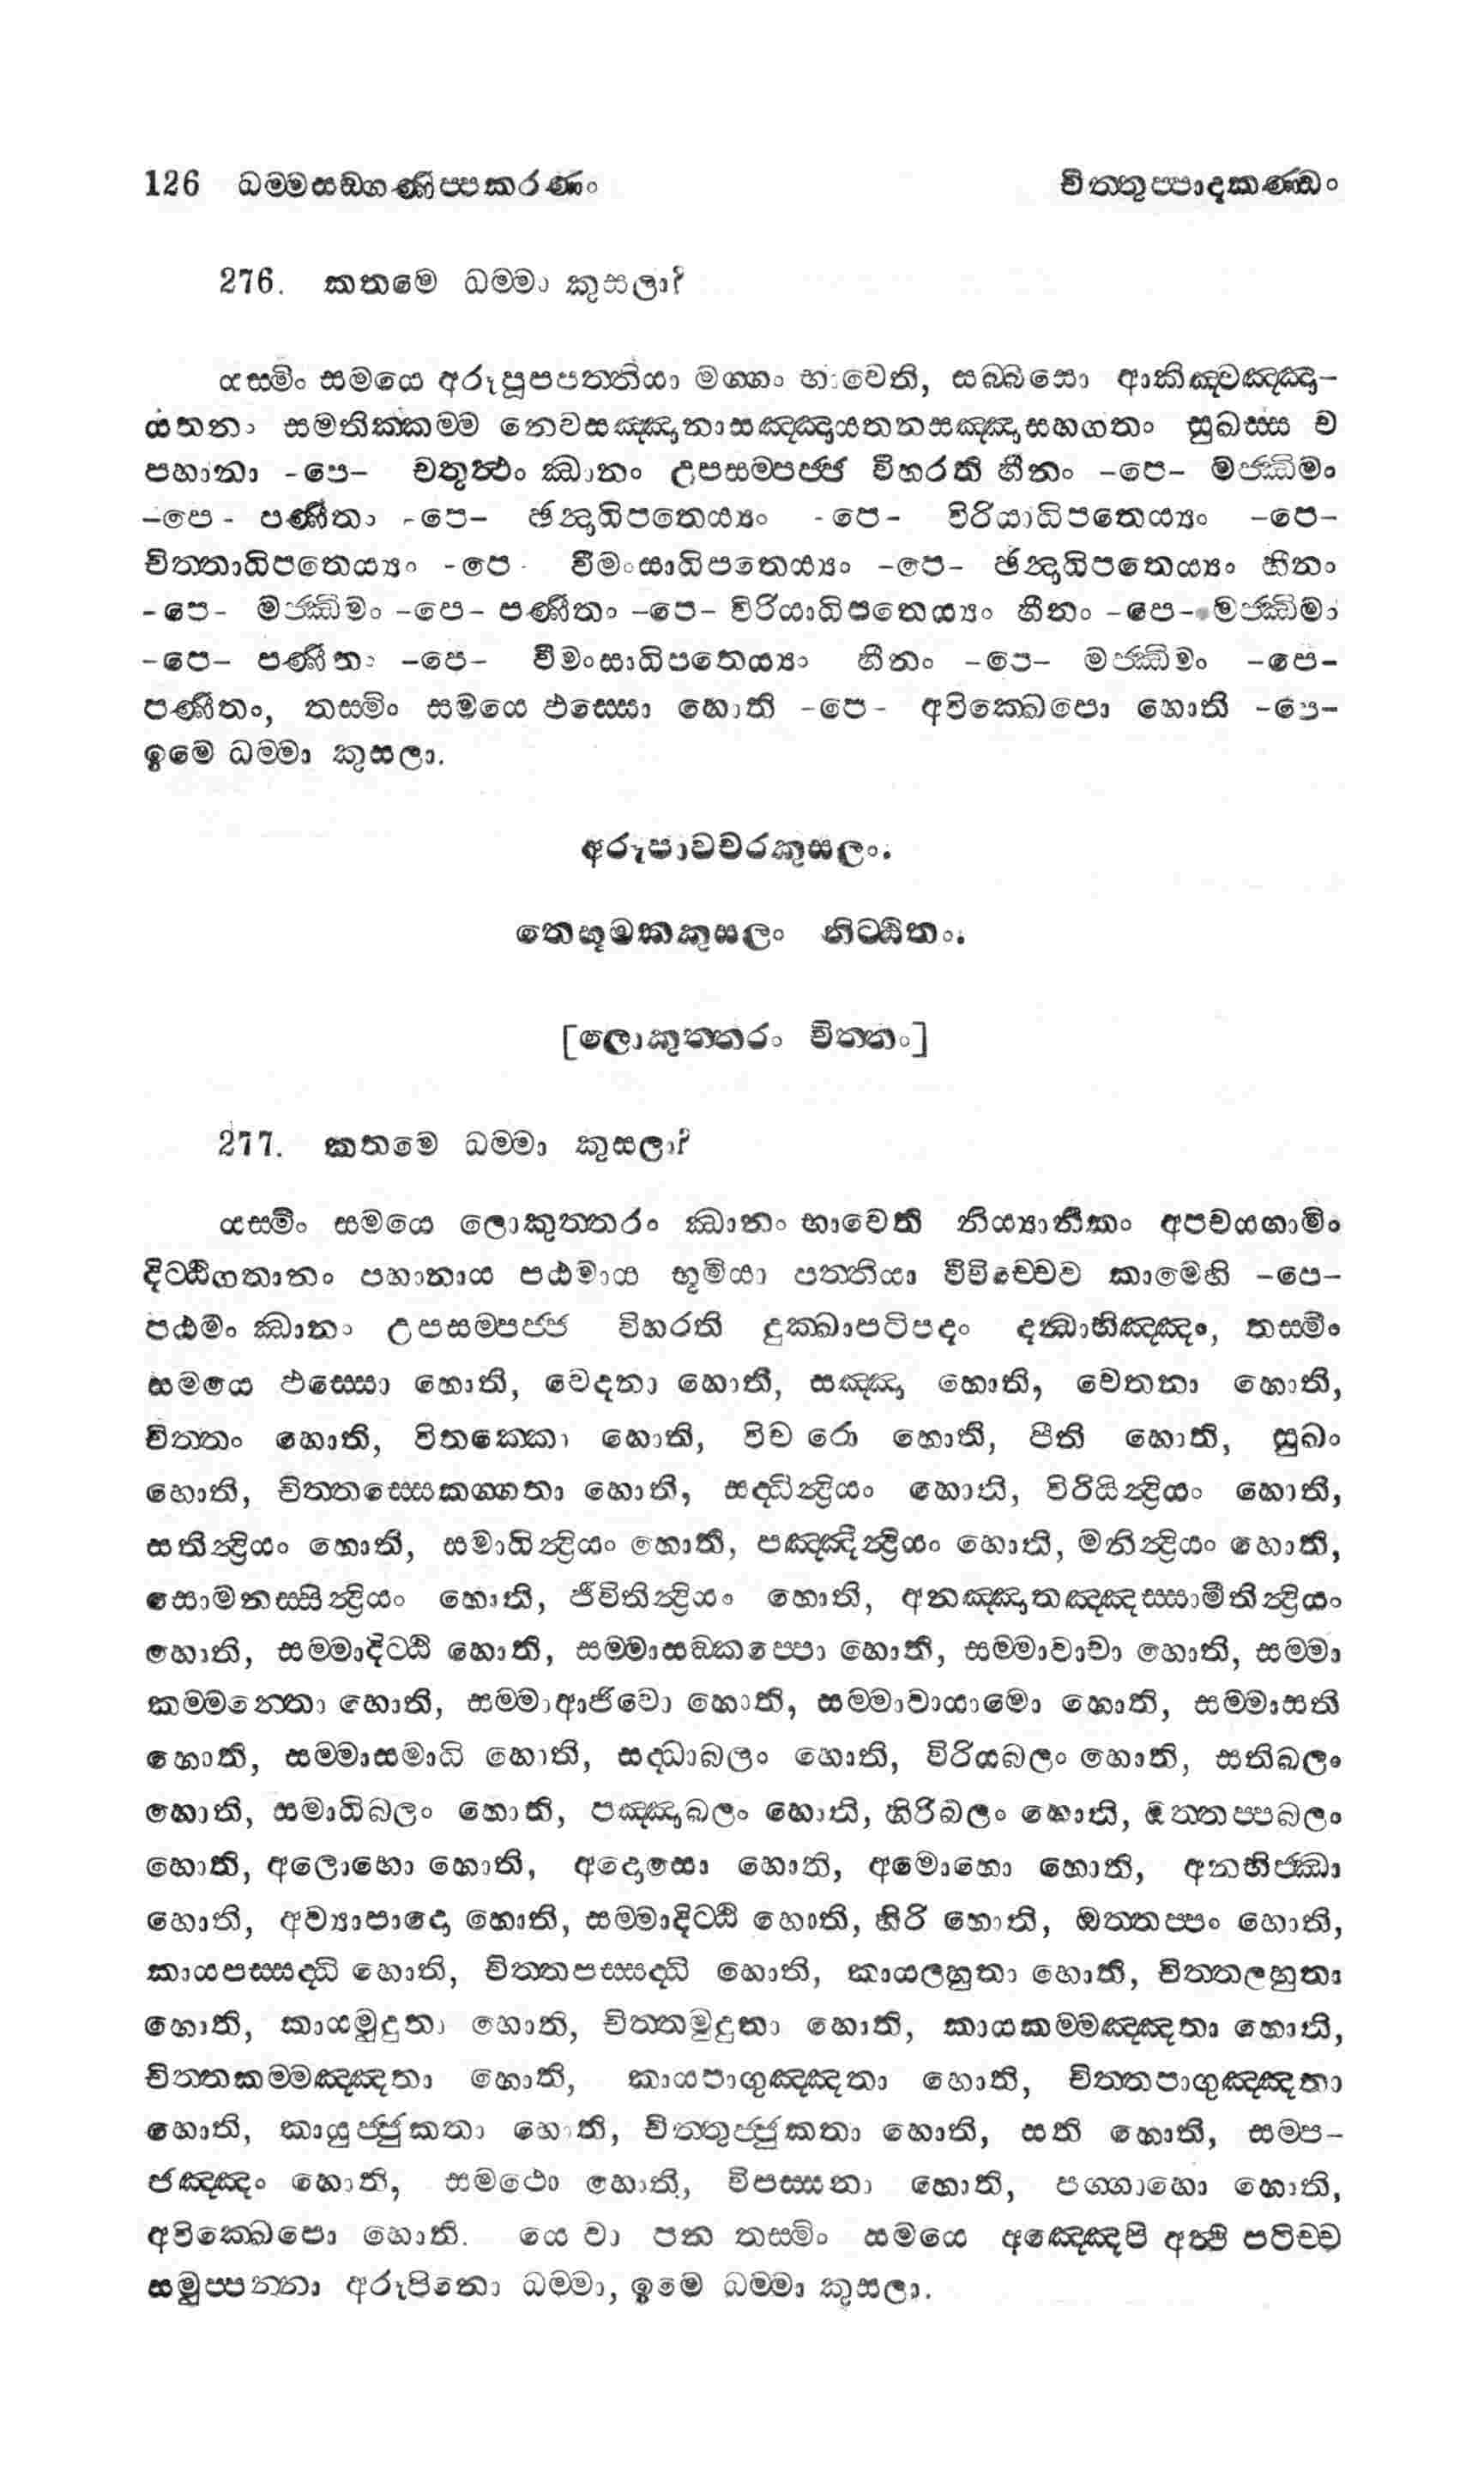 126 ධම්මසඞ්ගණිප්පකරණං චිත්තුප්පාදකණ්ඩං
276. කතමෙ ධම්මා කුසලා?
යස්මිං සමයෙ අරූපූපපත්තියා මග්ගං භාවෙති, සබ්බසො ආකිඤ්චඤ්ඤා-
යතනං සමතික්කම්ම නෙවසඤ්ඤානාසඤ්ඤායතනසඤ්ඤාසහගතං සුඛස්ස ච
පහානා -පෙ- චතුත්ථං ඣානං උපසම්පජ්ජ විහරති හීනං -පෙ- මජ්ඣිමං
-පෙ- පණීතං -පෙ- ඡන්දාධිපතෙය්‍යං -පෙ- විරියාධිපතෙය්‍යං -පෙ-
චිත්තාධිපතෙය්‍යං -පෙ- වීමංසාධිපතෙය්‍යං -පෙ- ඡන්දාධිපතෙය්‍යං හීනං
-පෙ- මජ්ඣිමං -පෙ- පණීතං -පෙ- විරියාධිපතෙය්‍යං හීනං -පෙ- මජ්ඣිමං
-පෙ- පණීතං -පෙ- වීමංසාධිපතෙය්‍යං හීනං -පෙ- මජ්ඣිමං -පෙ-
පණීතං, තස්මිං සමයෙ ඵස්සො හොති -පෙ- අවික්ඛෙපො හොති -පෙ-
ඉමෙ ධම්මා කුසලා.
අරූපාවචරකුසලං.
තෙභූමකකුසලං නිට්ඨිතං.
[ලොකුත්තරං චිත්තං]
277. කතමෙ ධම්මා කුසලා?
යස්මිං සමයෙ ලොකුත්තරං ඣානං භාවෙති නිය්‍යානිකං අපචයගාමිං
දිට්ඨිගතානං පහානාය පඨමාය භූමියා පත්තියා විවිච්චෙව කාමෙහි -පෙ-
පඨමං ඣානං උපසම්පජ්ජ විහරති දුක්ඛාපටිපදං දන්ධාභිඤ්ඤං, තස්මිං
සමයෙ ඵස්සො හොති, වෙදනා හොති, සඤ්ඤා හොති, චෙතනා හොති,
චිත්තං හොති, විතක්කො හොති, විචාරො හොති, පීති හොති, සුඛං
හොති, චිත්තස්සෙකග්ගතා හොති, සද්ධින්ද්‍රියං හොති, විරියින්ද්‍රියං හොති,
සතින්ද්‍රියං හොති, සමාධින්ද්‍රියං හොති, පඤ්ඤින්ද්‍රියං හොති, මනින්ද්‍රියං හොති,
සොමනස්සින්ද්‍රියං හොති, ජීවිතින්ද්‍රියං හොති, අනඤ්ඤාතඤ්ඤස්සාමීතින්ද්‍රියං
හොති, සම්මාදිට්ඨි හොති, සම්මාසඞ්කප්පො හොති, සම්මාවාචා හොති, සම්මා
කම්මන්තො හොති, සම්මාආජීවො හොති, සම්මාවායාමො හොති, සම්මාසති
හොති, සම්මාසමාධි හොති, සද්ධාබලං හොති, විරියබලං හොති, සතිබලං
හොති, සමාධිබලං හොති, පඤ්ඤාබලං හොති, හිරිබලං හොති, ඔත්තප්පබලං
හොති, අලොභො හොති, අදොසො හොති, අමොහො හොති, අනභිජ්ඣා
හොති, අව්‍යාපාදො හොති, සම්මාදිට්ඨි හොති, හිරි හොති, ඔත්තප්පං හොති,
කායපස්සද්ධි හොති, චිත්තපස්සද්ධි හොති, කායලහුතා හොති, චිත්තලහුතා
හොති, කායමුදුතා හොති, චිත්තමුදුතා හොති, කායකම්මඤ්ඤතා හොති,
චිත්තකම්මඤ්ඤතා හොති, කායපාගුඤ්ඤතා හොති, චිත්තපාගුඤ්ඤතා
හොති, කායුජ්ජුකතා හොති, චිත්තුජ්ජුකතා හොති, සති හොති, සම්ප-
ජඤ්ඤං හොති, සමථො හොති, විපස්සනා හොති, පග්ගාහො හොති,
අවික්ඛෙපො හොති. යෙ වා පන තස්මිං සමයෙ අඤ්ඤෙපි අත්ථි පටිච්ච
සමුප්පන්නා අරූපිනො ධම්මා, ඉමෙ ධම්මා කුසලා.